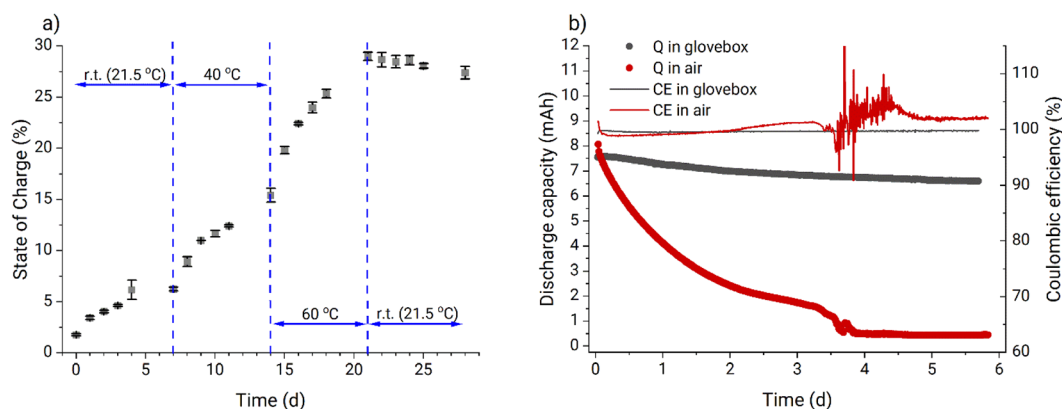 a)
State of Charge (%)
30
25
20
15
10
5
0
r.t. (21.5 °C)
40 °C
60 °C
r.t. (21.5 °C)
0
5
10
15
20
25
Time (d)
b)
Q in glovebox
Q in air
CE in glovebox
CE in air
Discharge capacity (mAh)
12
11
10
9
8
7
6
5
4
3
2
1
0
Coulombic efficiency (%)
110
100
90
80
70
60
0
1
2
3
4
5
6
Time (d)